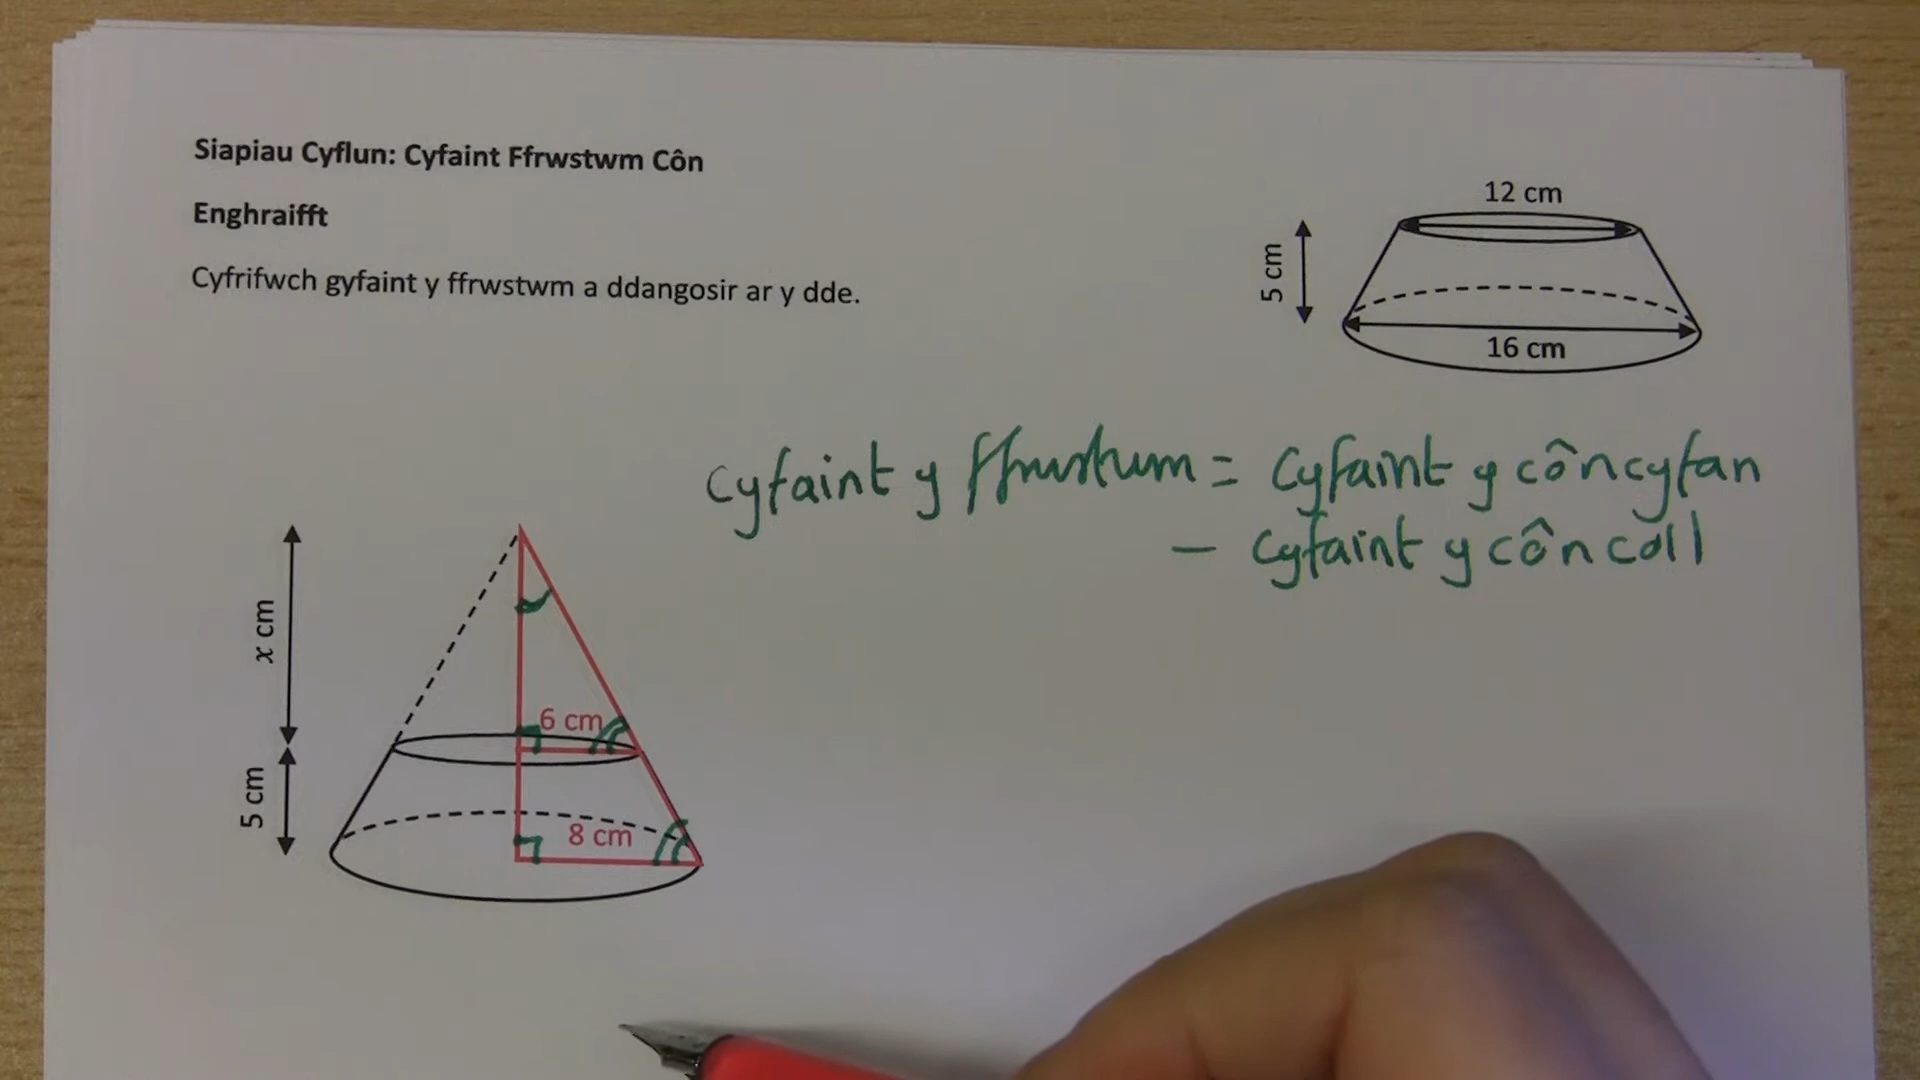 Siapiau Cyflun: Cyfaint Ffrwstwm Côn
Enghraifft
Cyfrifwch gyfaint y ffrwstwm a ddangosir ar y dde.
12 cm
5 cm
16 cm
Cyfaint y ffrwstwm = Cyfaint y côn cyfan
− Cyfaint y côn coll
x cm
6 cm
5 cm
8 cm